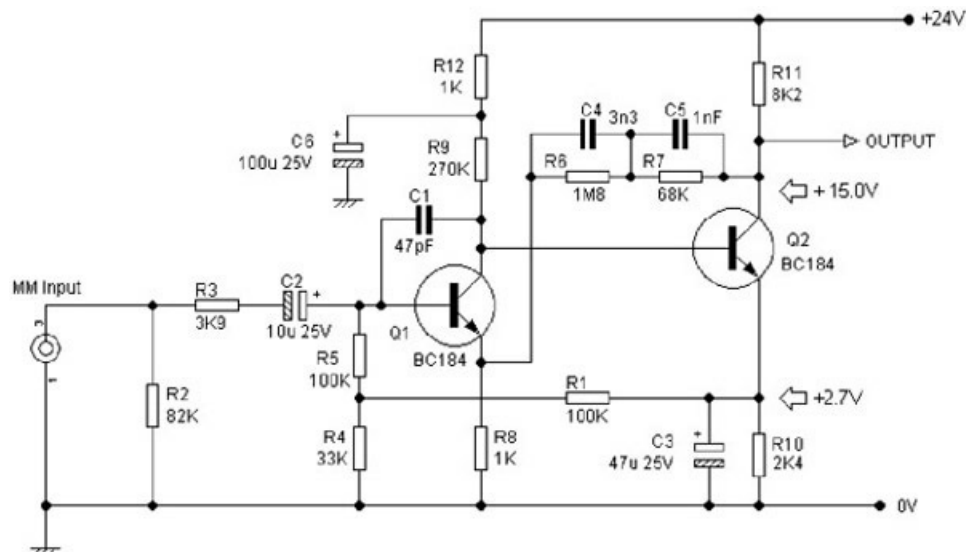 +24V
R12
1K
R11
8K2
C4
3n3
C5
1nF
OUTPUT
C6
100u 25V
R9
270K
R6
1M8
R7
68K
+ 15.0V
C1
47pF
Q2
BC184
MM Input
R3
3K9
C2
10u 25V
Q1
BC184
R5
100K
R1
100K
+2.7V
R2
82K
R4
33K
R8
1K
C3
47u 25V
R10
2K4
0V